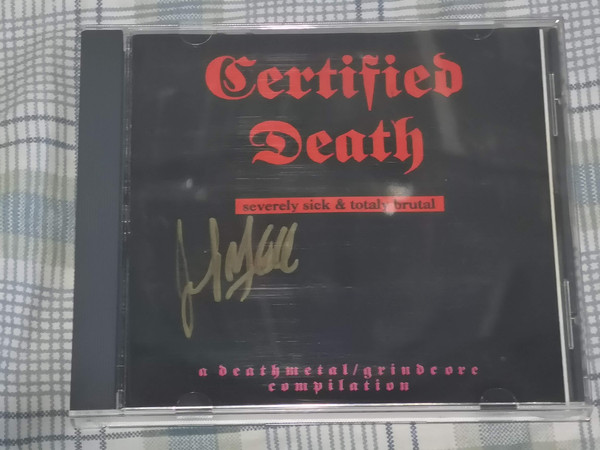 Certified
Death
severely sick & totaly brutal
a deathmetal/grindcore
compilation